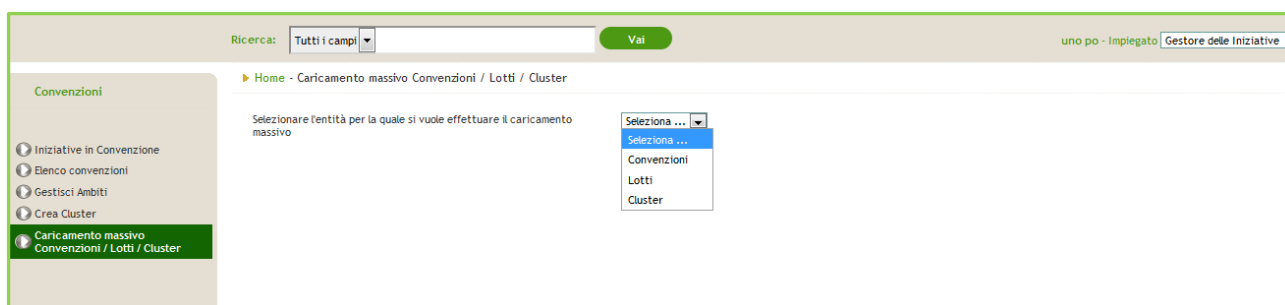 Ricerca: Tutti i campi Vai uno po - Impiegato Gestore delle Iniziative
Home - Caricamento massivo Convenzioni / Lotti / Cluster
Convenzioni
Iniziative in Convenzione
Elenco convenzioni
Gestisci Ambiti
Crea Cluster
Caricamento massivo
Convenzioni / Lotti / Cluster
Selezionare l'entità per la quale si vuole effettuare il caricamento
massivo
Seleziona ...
Seleziona ...
Convenzioni
Lotti
Cluster